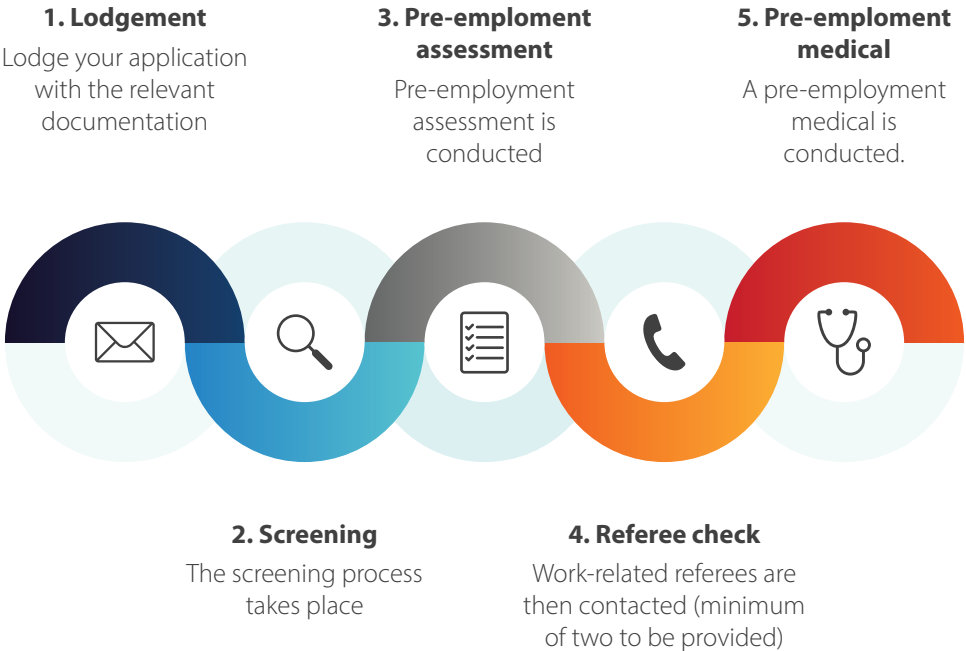 1. Lodgement
Lodge your application
with the relevant
documentation
2. Screening
The screening process
takes place
3. Pre-emploment
assessment
Pre-employment
assessment is
conducted
4. Referee check
Work-related referees are
then contacted (minimum
of two to be provided)
5. Pre-emploment
medical
A pre-employment
medical is
conducted.